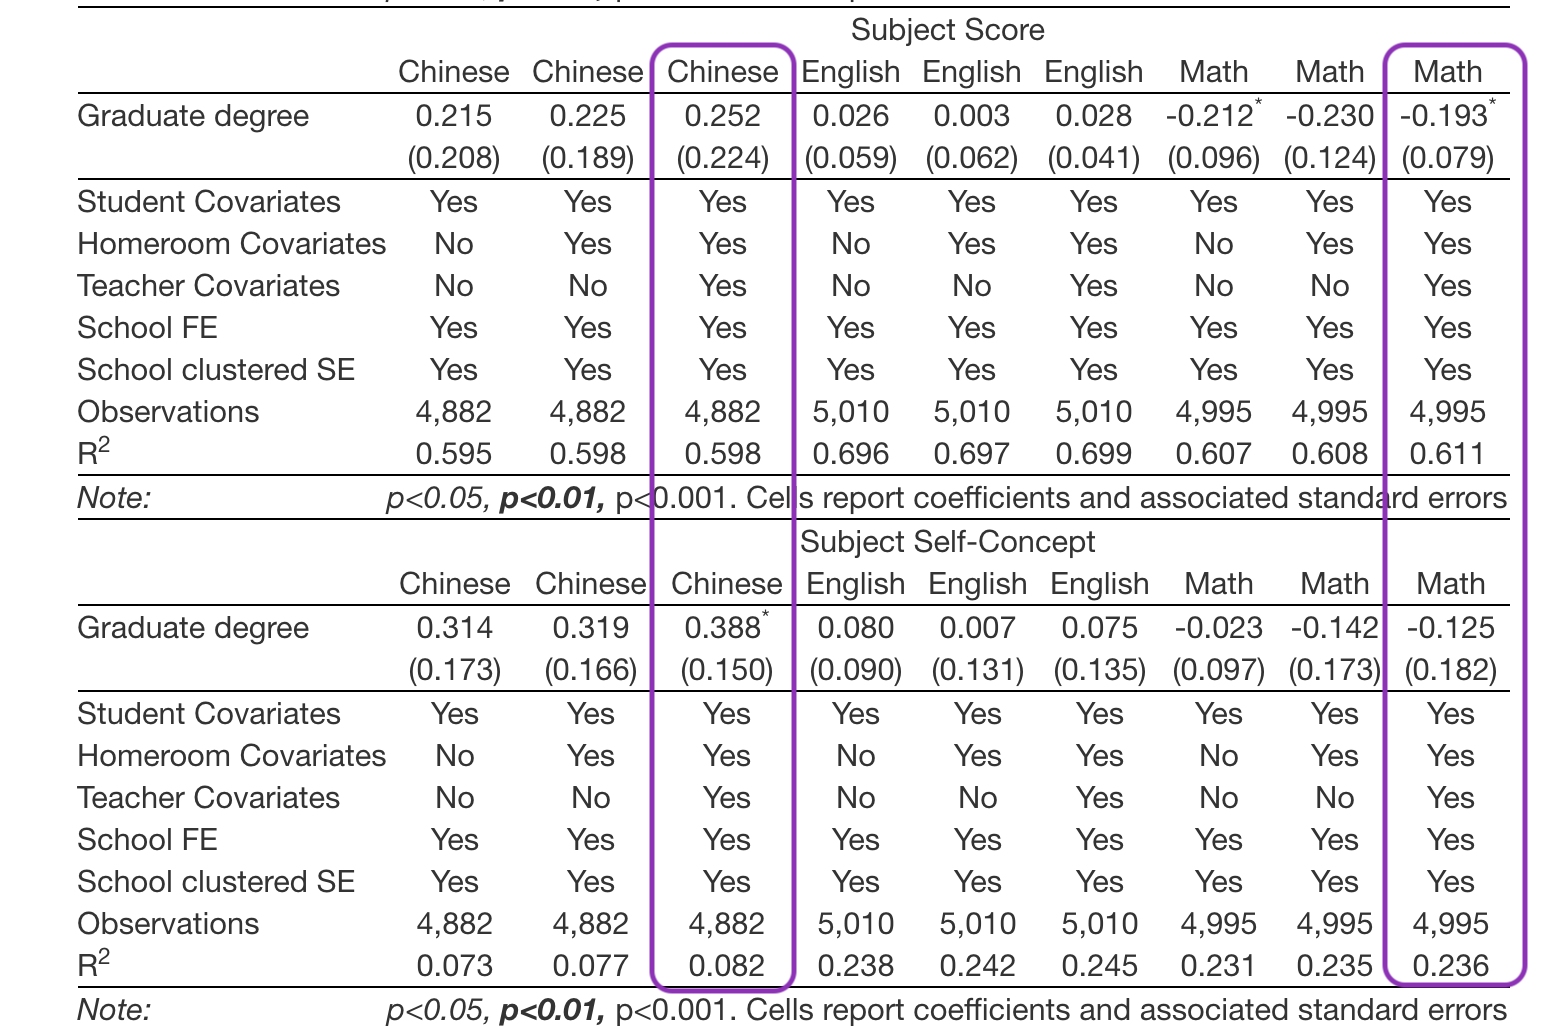 Subject Score
Chinese Chinese Chinese English English English Math Math Math
Graduate degree 0.215 0.225 0.252 0.026 0.003 0.028 -0.212* -0.230 -0.193*
(0.208) (0.189) (0.224) (0.059) (0.062) (0.041) (0.096) (0.124) (0.079)
Student Covariates Yes Yes Yes Yes Yes Yes Yes Yes Yes
Homeroom Covariates No Yes Yes No Yes Yes No Yes Yes
Teacher Covariates No No Yes No No Yes No No Yes
School FE Yes Yes Yes Yes Yes Yes Yes Yes Yes
School clustered SE Yes Yes Yes Yes Yes Yes Yes Yes Yes
Observations 4,882 4,882 4,882 5,010 5,010 5,010 4,995 4,995 4,995
R2 0.595 0.598 0.598 0.696 0.697 0.699 0.607 0.608 0.611
Note: p<0.05, p<0.01, p<0.001. Cells report coefficients and associated standard errors
Subject Self-Concept
Chinese Chinese Chinese English English English Math Math Math
Graduate degree 0.314 0.319 0.388* 0.080 0.007 0.075 -0.023 -0.142 -0.125
(0.173) (0.166) (0.150) (0.090) (0.131) (0.135) (0.097) (0.173) (0.182)
Student Covariates Yes Yes Yes Yes Yes Yes Yes Yes Yes
Homeroom Covariates No Yes Yes No Yes Yes No Yes Yes
Teacher Covariates No No Yes No No Yes No No Yes
School FE Yes Yes Yes Yes Yes Yes Yes Yes Yes
School clustered SE Yes Yes Yes Yes Yes Yes Yes Yes Yes
Observations 4,882 4,882 4,882 5,010 5,010 5,010 4,995 4,995 4,995
R2 0.073 0.077 0.082 0.238 0.242 0.245 0.231 0.235 0.236
Note: p<0.05, p<0.01, p<0.001. Cells report coefficients and associated standard errors